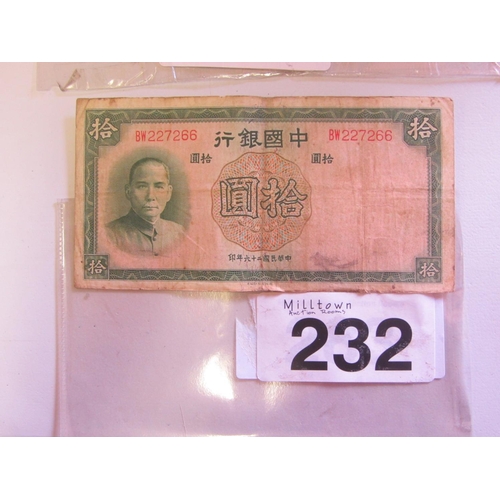 拾 BW227266 BW227266 拾
中國銀行
拾圓 拾圓
拾圓
拾 中華民國二十六年印 拾
Milltown
Auction Rooms
232